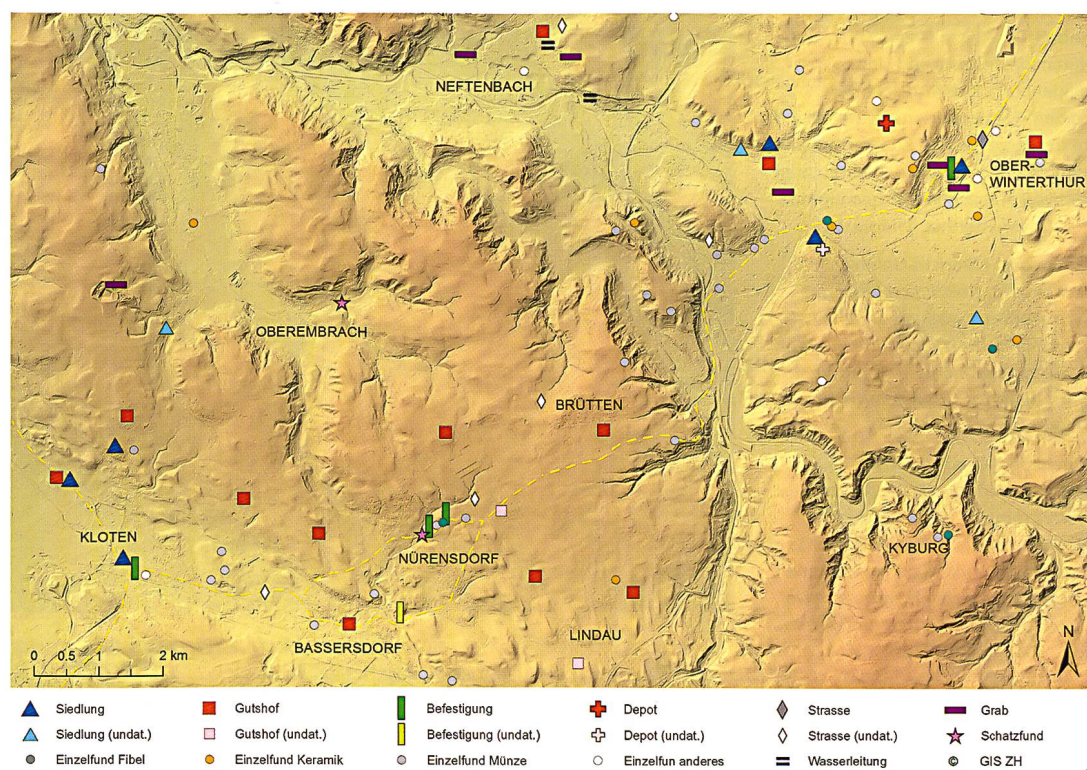 NEFTENBACH
OBER-
WINTERTHUR
OBEREMBRACH
BRÜTTEN
KLOTEN
NÜRENSDORF
KYBURG
BASSERSDORF
LINDAU
N
0 0.5 1 2 km
Siedlung Gutshof Befestigung Depot Strasse Grab
Siedlung (undat.) Gutshof (undat.) Befestigung (undat.) Depot (undat.) Strasse (undat.) Schatzfund
Einzelfund Fibel Einzelfund Keramik Einzelfund Münze Einzelfun anderes Wasserleitung © GIS ZH